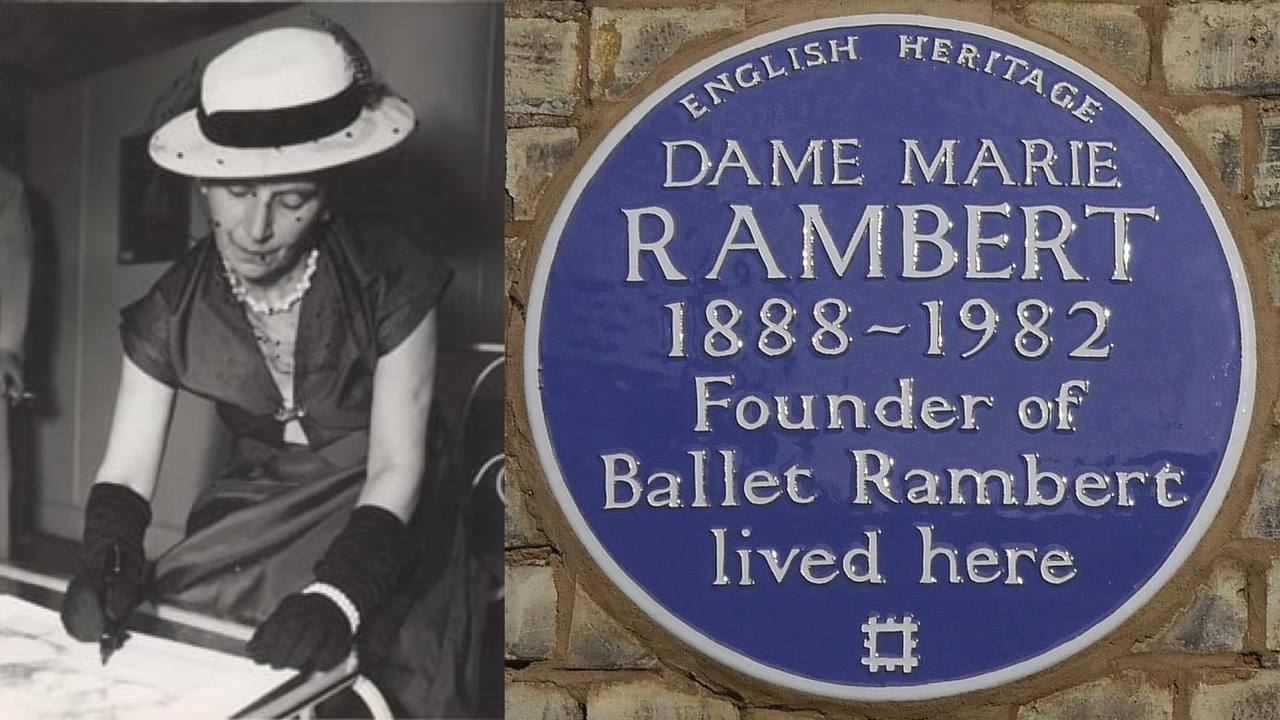 ENGLISH HERITAGE
DAME MARIE
RAMBERT
1888~1982
Founder of
Ballet Rambert
lived here